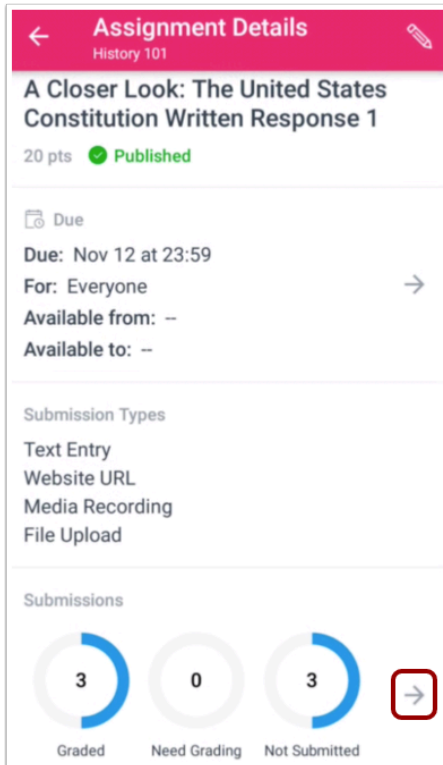 Assignment Details
History 101
A Closer Look: The United States
Constitution Written Response 1
20 pts Published
Due
Due: Nov 12 at 23:59
For: Everyone
Available from: --
Available to: --
Submission Types
Text Entry
Website URL
Media Recording
File Upload
Submissions
3 0 3
Graded Need Grading Not Submitted